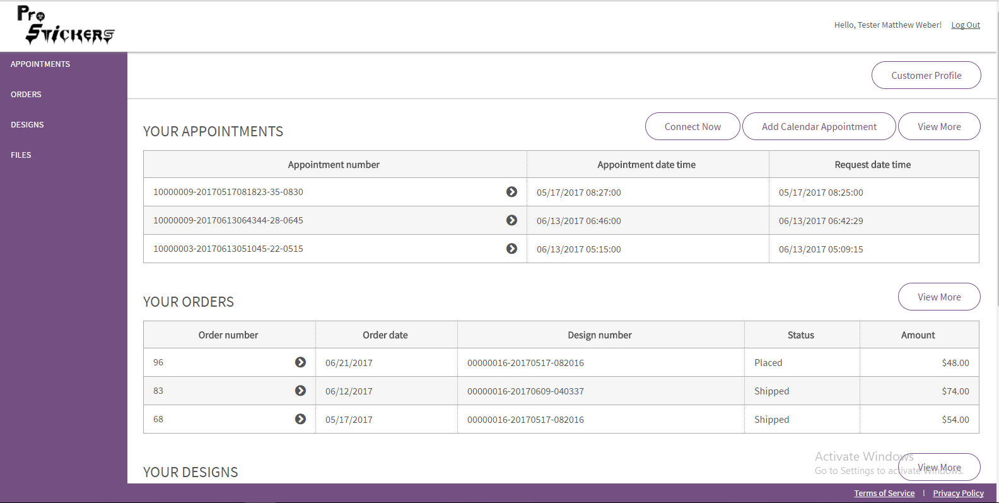 Pro
Stickers
Hello, Tester Matthew Weber! Log Out
APPOINTMENTS
ORDERS
DESIGNS
FILES
Customer Profile
YOUR APPOINTMENTS Connect Now Add Calendar Appointment View More
Appointment number Appointment date time Request date time
10000009-20170517081823-35-0830 05/17/2017 08:27:00 05/17/2017 08:25:00
10000009-20170613064344-28-0645 06/13/2017 06:46:00 06/13/2017 06:42:29
10000003-20170613051045-22-0515 06/13/2017 05:15:00 06/13/2017 05:09:15
YOUR ORDERS View More
Order number Order date Design number Status Amount
96 06/21/2017 00000016-20170517-082016 Placed $48.00
83 06/12/2017 00000016-20170609-040337 Shipped $74.00
68 05/17/2017 00000016-20170517-082016 Shipped $54.00
Activate Windows
Go to Settings to activate Windows.
YOUR DESIGNS View More
Terms of Service | Privacy Policy